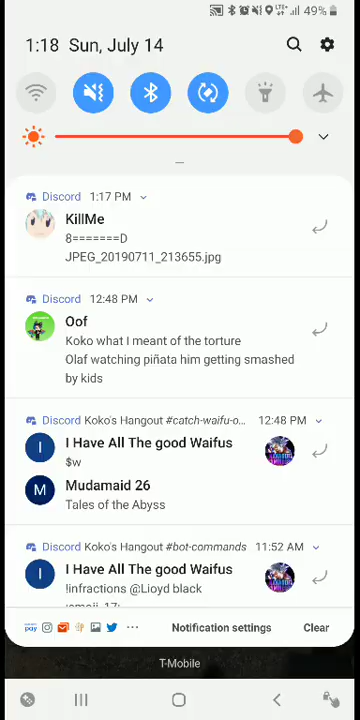 LTE+ 49%
1:18 Sun, July 14
Discord 1:17 PM
KillMe
8=======D
JPEG_20190711_213655.jpg
Discord 12:48 PM
Oof
Koko what I meant of the torture
Olaf watching piñata him getting smashed
by kids
Discord Koko's Hangout #catch-waifu-o... 12:48 PM
I I Have All The good Waifus
$w
M Mudamaid 26
Tales of the Abyss
Discord Koko's Hangout #bot-commands 11:52 AM
I I Have All The good Waifus
!infractions @Lioyd black
:emoji_17:
pay ... Notification settings Clear
T-Mobile